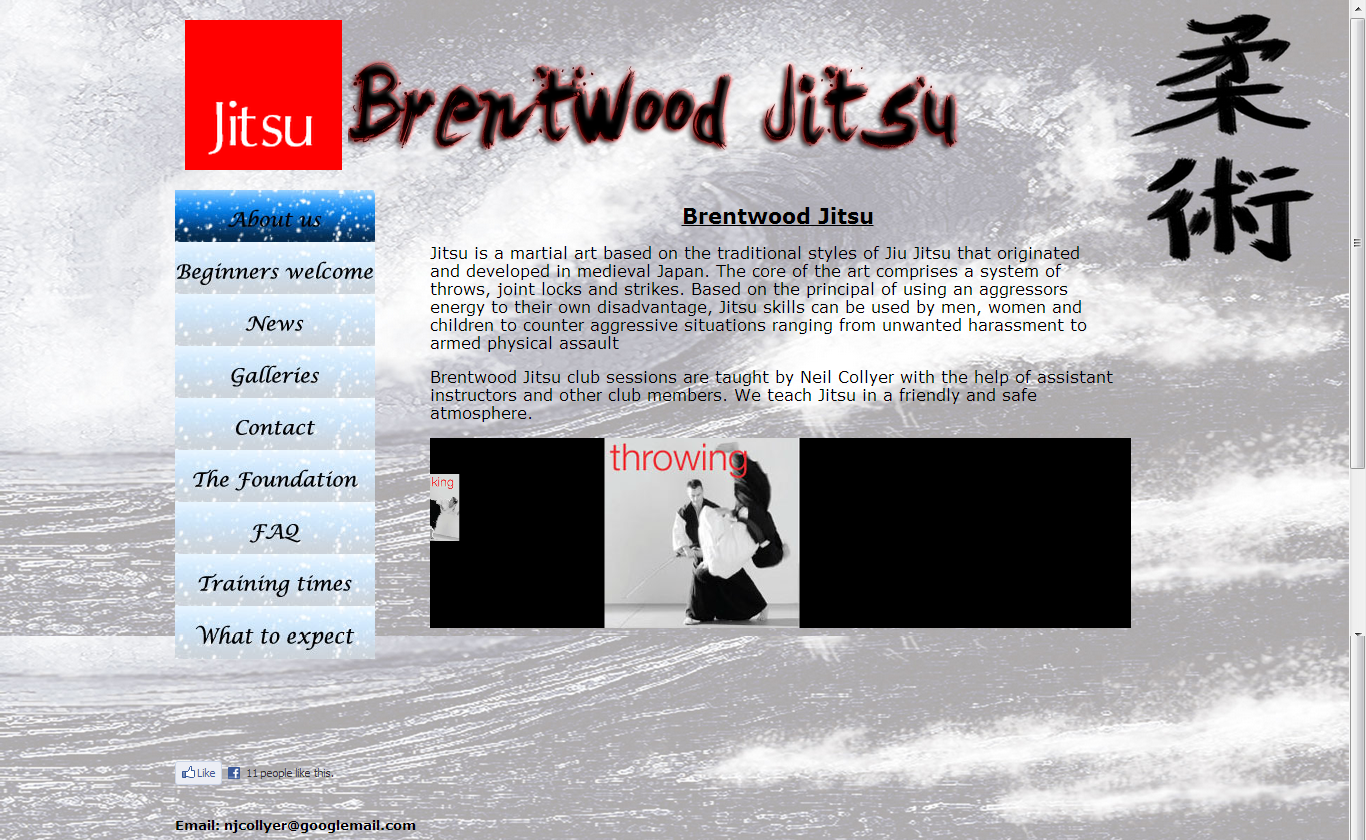 Jitsu
Brentwood Jitsu
柔
術
About us
Beginners welcome
News
Galleries
Contact
The Foundation
FAQ
Training times
What to expect
Brentwood Jitsu
Jitsu is a martial art based on the traditional styles of Jiu Jitsu that originated
and developed in medieval Japan. The core of the art comprises a system of
throws, joint locks and strikes. Based on the principal of using an aggressors
energy to their own disadvantage, Jitsu skills can be used by men, women and
children to counter aggressive situations ranging from unwanted harassment to
armed physical assault
Brentwood Jitsu club sessions are taught by Neil Collyer with the help of assistant
instructors and other club members. We teach Jitsu in a friendly and safe
atmosphere.
king
throwing
Like
11 people like this.
Email: njcollyer@googlemail.com